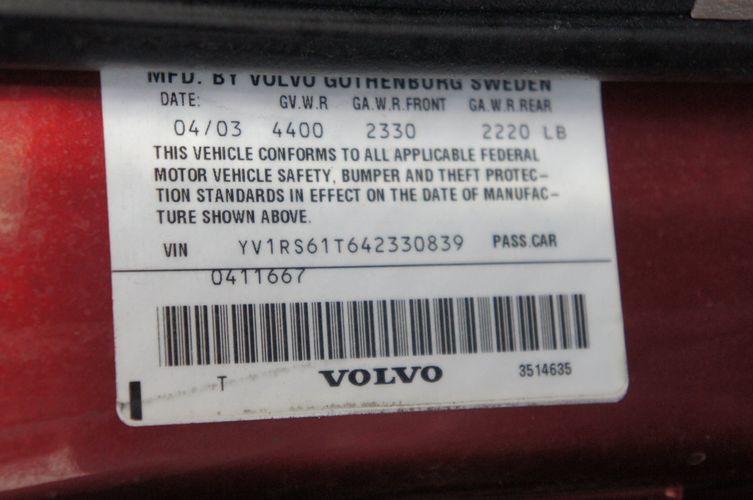 MFD. BY VOLVO GOTHENBURG SWEDEN
DATE: GV.W.R GA.W.R.FRONT GA.W.R.REAR
04/03 4400 2330 2220 LB
THIS VEHICLE CONFORMS TO ALL APPLICABLE FEDERAL
MOTOR VEHICLE SAFETY, BUMPER AND THEFT PROTEC-
TION STANDARDS IN EFFECT ON THE DATE OF MANUFAC-
TURE SHOWN ABOVE.
VIN YV1RS61T642330839 PASS.CAR
0411667
T VOLVO 3514635